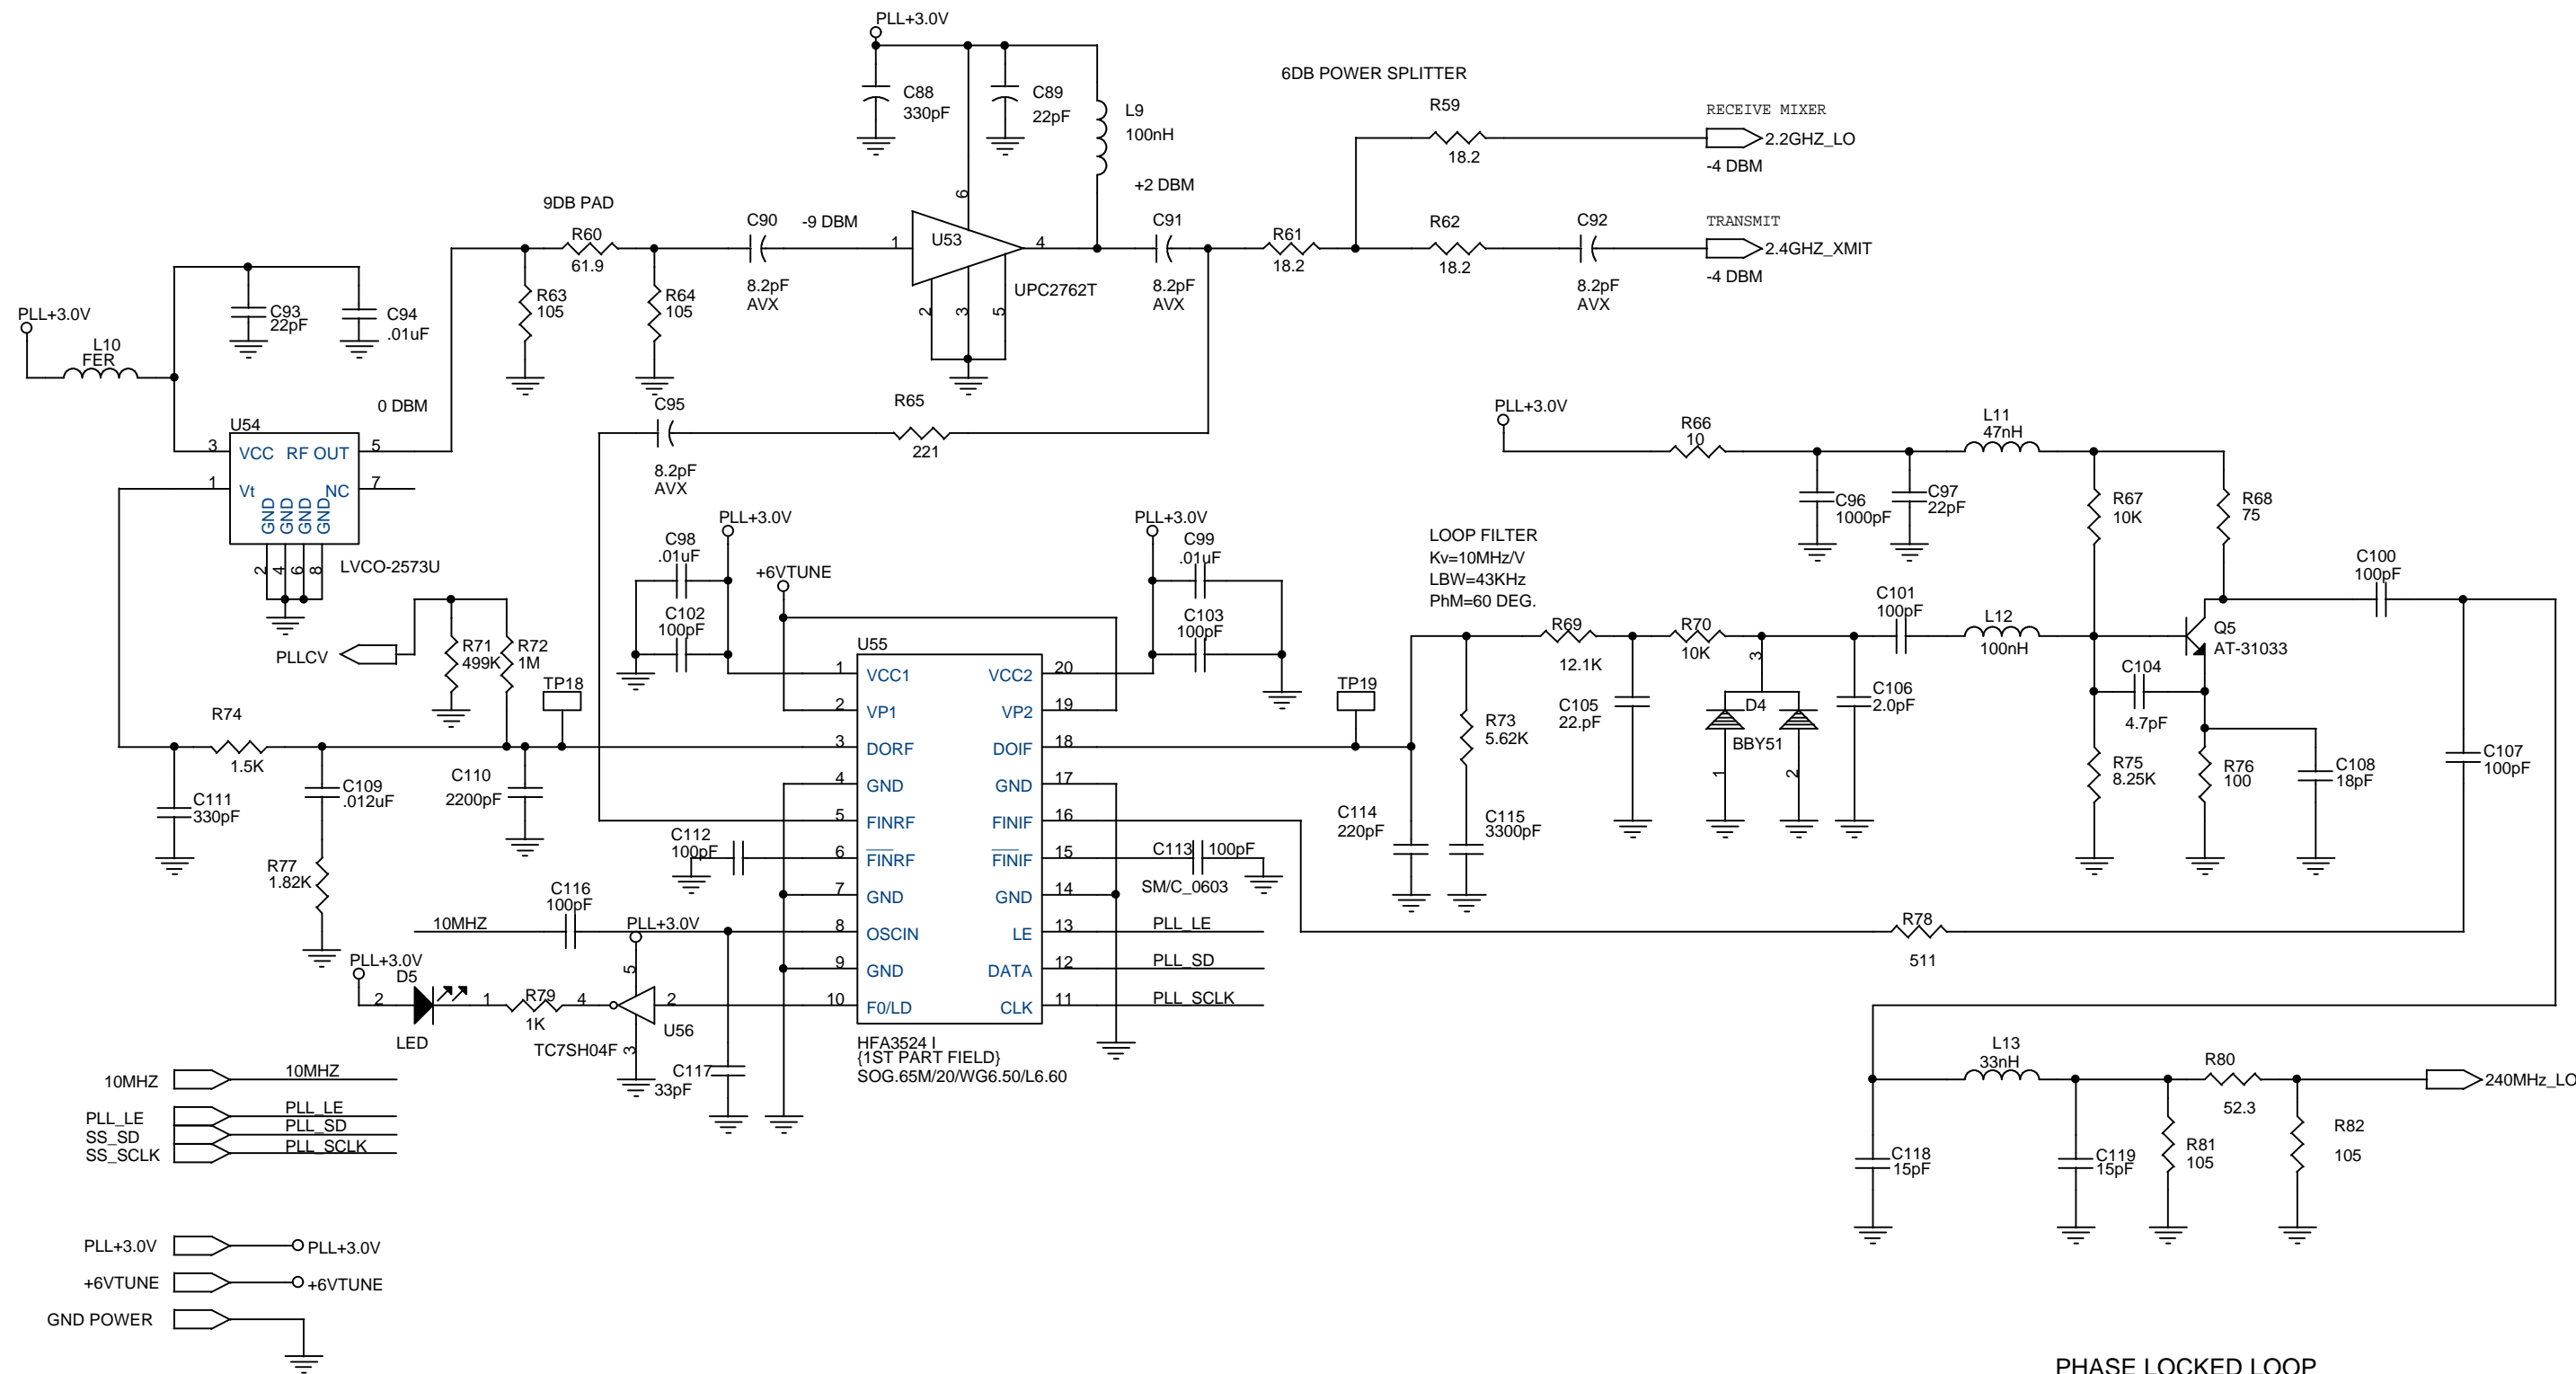 PLL+3.0V
C88
330pF
C89
22pF
L9
100nH
+2 DBM
6DB POWER SPLITTER
R59
18.2
RECEIVE MIXER
2.2GHZ_LO
-4 DBM
9DB PAD
R60
61.9
C90
8.2pF
AVX
-9 DBM
1
U53
6
4
2
3
5
UPC2762T
C91
8.2pF
AVX
R61
18.2
R62
18.2
C92
8.2pF
AVX
TRANSMIT
2.4GHZ_XMIT
-4 DBM
R63
105
R64
105
C93
22pF
C94
.01uF
PLL+3.0V
L10
FER
0 DBM
U54
3
VCC
RF OUT
5
1
Vt
NC
7
GND
GND
GND
GND
2
4
6
8
LVCO-2573U
C95
8.2pF
AVX
R65
221
PLL+3.0V
R66
10
L11
47nH
C96
1000pF
C97
22pF
R67
10K
R68
75
C100
100pF
PLL+3.0V
C98
.01uF
C102
100pF
+6VTUNE
PLL+3.0V
C99
.01uF
C103
100pF
LOOP FILTER
Kv=10MHz/V
LBW=43KHz
PhM=60 DEG.
PLLCV
R71
499K
R72
1M
TP18
R74
1.5K
C111
330pF
C109
.012uF
C110
2200pF
R77
1.82K
U55
1
VCC1
VCC2
20
2
VP1
VP2
19
3
DORF
DOIF
18
4
GND
GND
17
5
FINRF
FINIF
16
6
FINRF
FINIF
15
7
GND
GND
14
8
OSCIN
LE
13
9
GND
DATA
12
10
F0/LD
CLK
11
HFA3524 I
{1ST PART FIELD}
SOG.65M/20/WG6.50/L6.60
C112
100pF
C113
100pF
SM/C_0603
PLL_LE
PLL_SD
PLL_SCLK
TP19
R69
12.1K
R70
10K
C101
100pF
L12
100nH
Q5
AT-31033
C104
4.7pF
3
D4
BBY51
1
2
C105
22.pF
C106
2.0pF
R73
5.62K
C114
220pF
C115
3300pF
R75
8.25K
R76
100
C108
18pF
C107
100pF
R78
511
C116
100pF
10MHZ
PLL+3.0V
PLL+3.0V
D5
2
1
LED
R79
1K
4
5
3
2
U56
TC7SH04F
C117
33pF
L13
33nH
R80
52.3
240MHz_LO
C118
15pF
C119
15pF
R81
105
R82
105
10MHZ
10MHZ
PLL_LE
PLL_LE
SS_SD
PLL_SD
SS_SCLK
PLL_SCLK
PLL+3.0V
PLL+3.0V
+6VTUNE
+6VTUNE
GND POWER
PHASE LOCKED LOOP